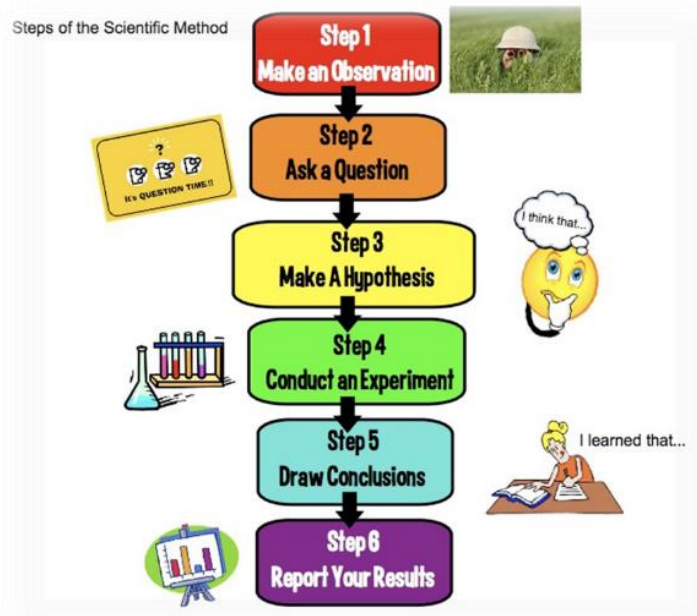 Steps of the Scientific Method
Step 1
Make an Observation
Step 2
Ask a Question
?
It's QUESTION TIME!!
Step 3
Make A Hypothesis
I think that...
Step 4
Conduct an Experiment
Step 5
Draw Conclusions
I learned that...
Step 6
Report Your Results